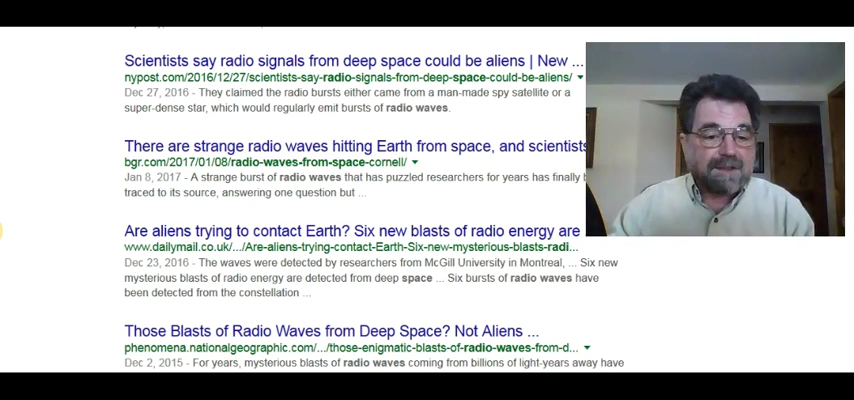 Scientists say radio signals from deep space could be aliens | New ...
nypost.com/2016/12/27/scientists-say-radio-signals-from-deep-space-could-be-aliens/
Dec 27, 2016 - They claimed the radio bursts either came from a man-made spy satellite or a
super-dense star, which would regularly emit bursts of radio waves.
There are strange radio waves hitting Earth from space, and scientists
bgr.com/2017/01/08/radio-waves-from-space-cornell/
Jan 8, 2017 - A strange burst of radio waves that has puzzled researchers for years has finally
traced to its source, answering one question but ...
Are aliens trying to contact Earth? Six new blasts of radio energy are
www.dailymail.co.uk/.../Are-aliens-trying-contact-Earth-Six-new-mysterious-blasts-radi...
Dec 23, 2016 - The waves were detected by researchers from McGill University in Montreal, ... Six new
mysterious blasts of radio energy are detected from deep space ... Six bursts of radio waves have
been detected from the constellation ...
Those Blasts of Radio Waves from Deep Space? Not Aliens ...
phenomena.nationalgeographic.com/.../those-enigmatic-blasts-of-radio-waves-from-d...
Dec 2, 2015 - For years, mysterious blasts of radio waves coming from billions of light-years away have